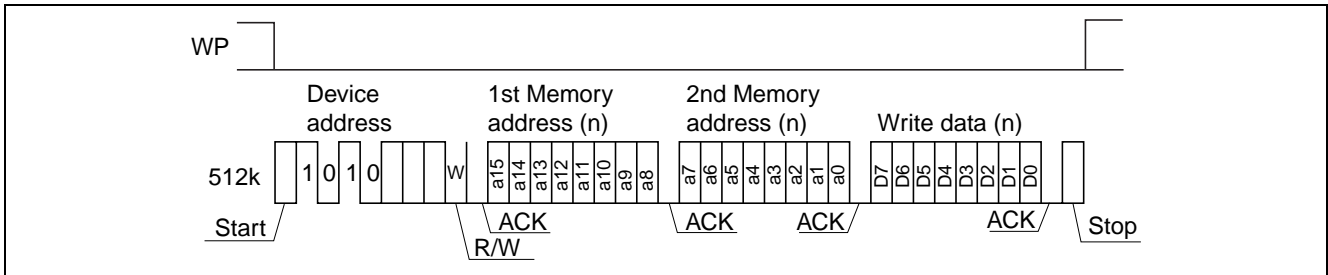 WP
Device address
1st Memory address (n)
2nd Memory address (n)
Write data (n)
512k
1 0 1 0 W a15 a14 a13 a12 a11 a10 a9 a8 a7 a6 a5 a4 a3 a2 a1 a0 D7 D6 D5 D4 D3 D2 D1 D0
Start
R/W
ACK
ACK
ACK
ACK
Stop